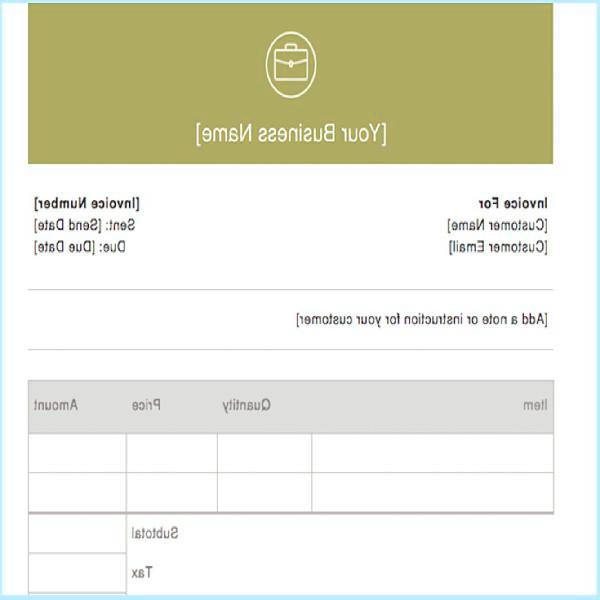 [Your Business Name]
Invoice For [Invoice Number]
[Customer Name] Sent: [Send Date]
[Customer Email] Due: [Due Date]
[Add a note or instruction for your customer]
Item Quantity Price Amount
Subtotal
Tax